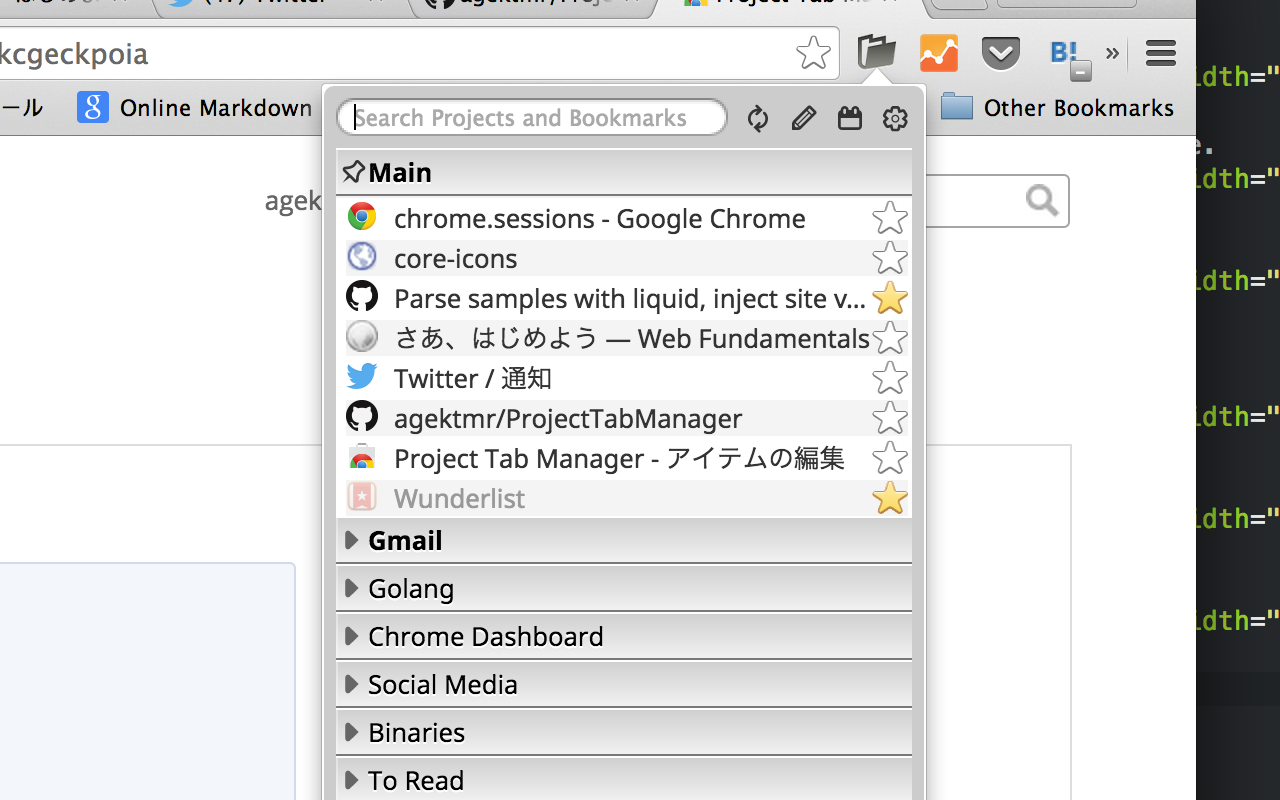 Twitter
agektmr/Proje
Project Tab Ma
kcgeckpoia
B!
»
ール
g Online Markdown
Other Bookmarks
Search Projects and Bookmarks
agek
Main
chrome.sessions - Google Chrome
core-icons
Parse samples with liquid, inject site v...
さあ、はじめよう — Web Fundamentals
Twitter / 通知
agektmr/ProjectTabManager
Project Tab Manager - アイテムの編集
Wunderlist
Gmail
Golang
Chrome Dashboard
Social Media
Binaries
To Read
idth="
e.
idth="
idth="
idth="
idth="
idth="